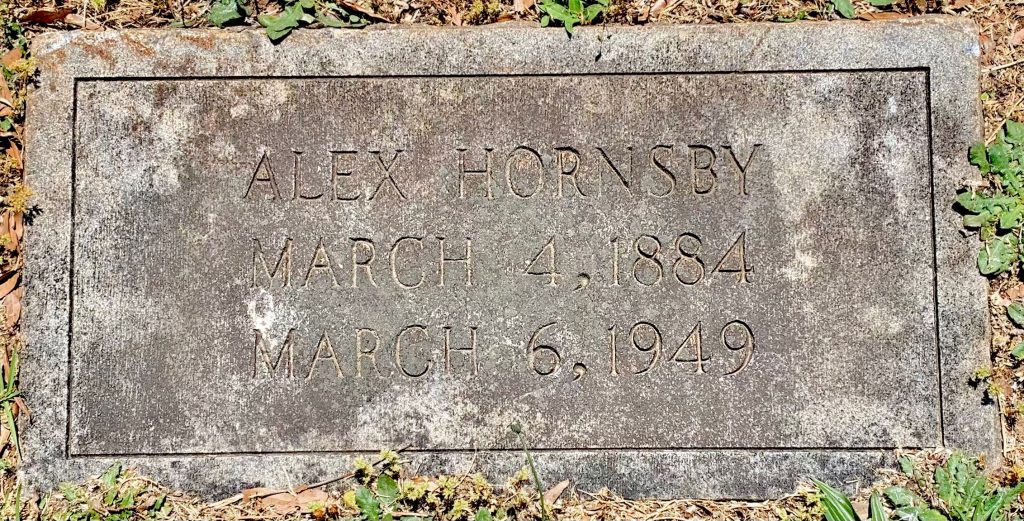 ALEX HORNSBY
MARCH 4, 1884
MARCH 6, 1949